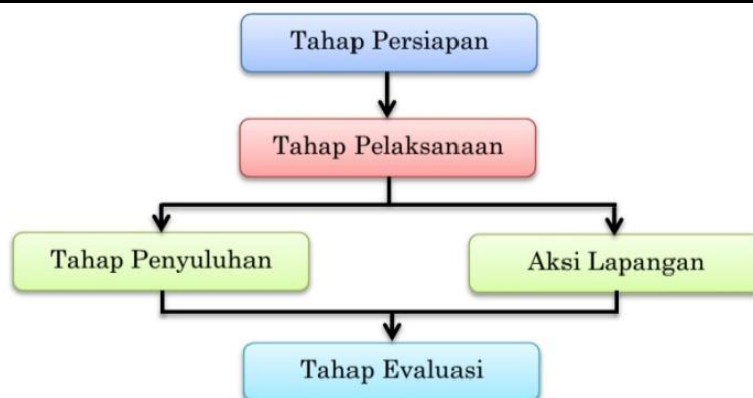 Tahap Persiapan
Tahap Pelaksanaan
Tahap Penyuluhan
Aksi Lapangan
Tahap Evaluasi